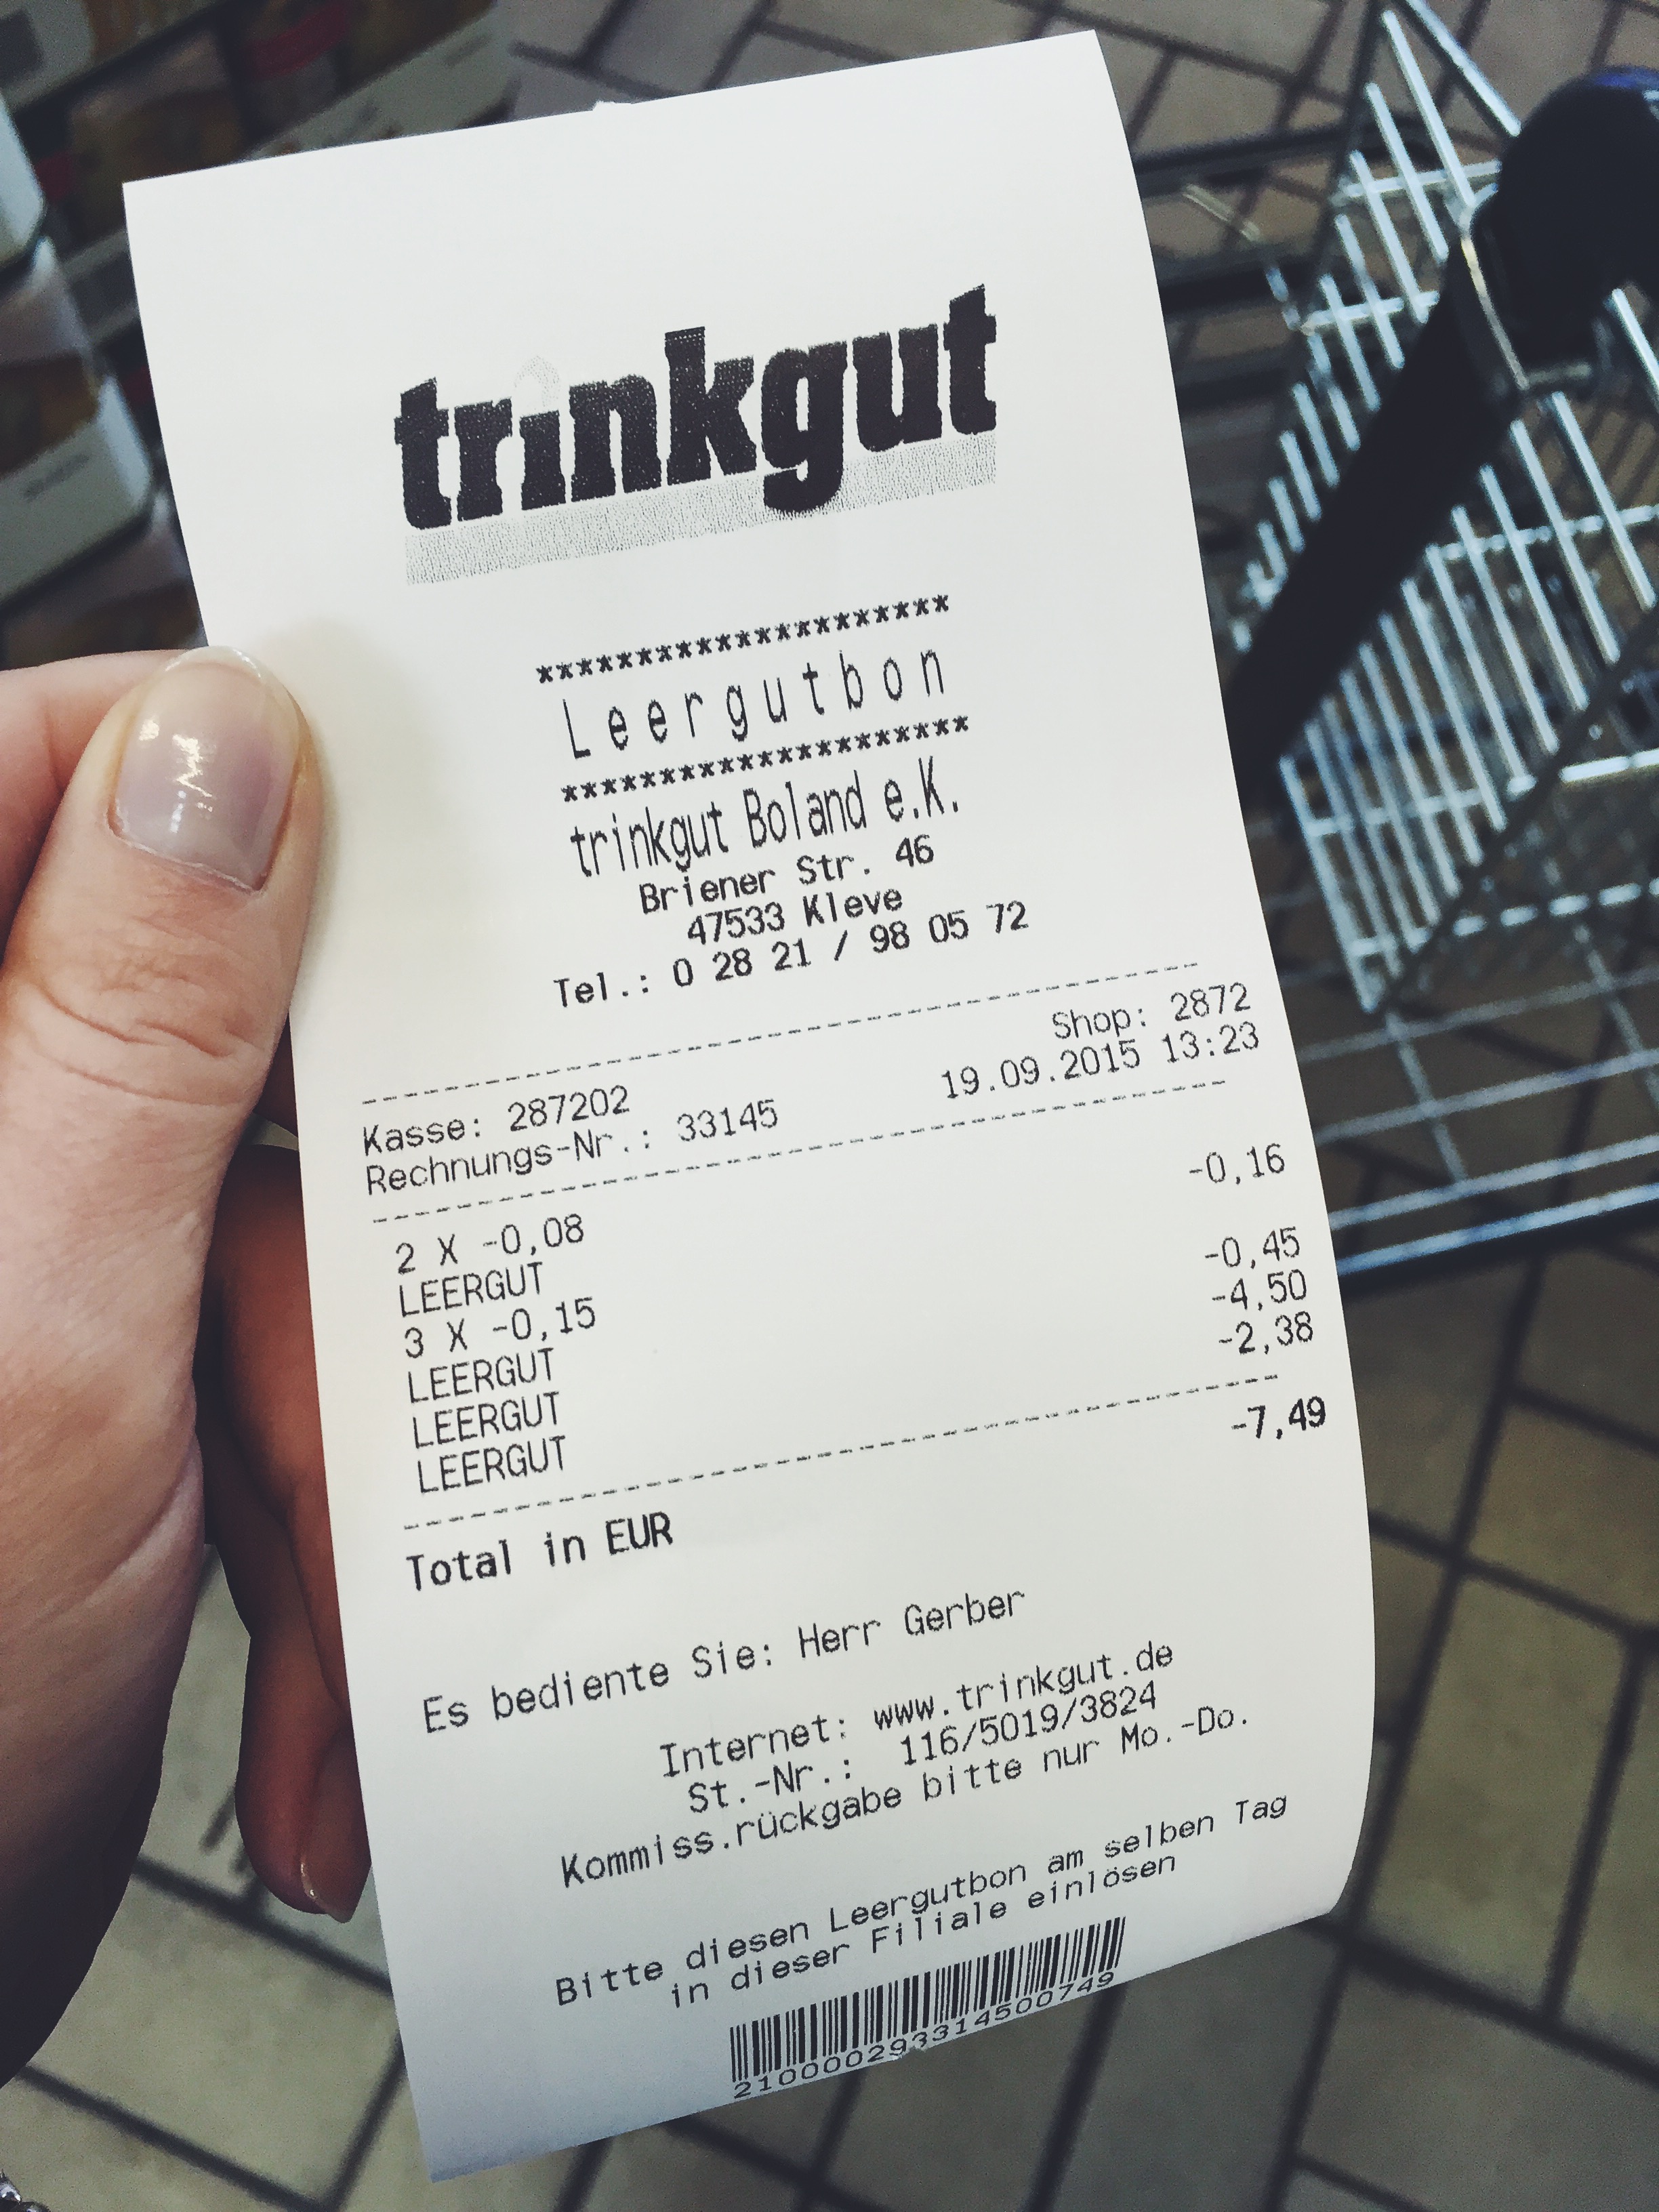 trinkgut
*********************
Leergutbon
*********************
trinkgut Boland e.K.
Briener Str. 46
47533 Kleve
Tel.: 0 28 21 / 98 05 72
Shop: 2872
Kasse: 287202 19.09.2015 13:23
Rechnungs-Nr.: 33145
2 X -0,08
LEERGUT -0,16
3 X -0,15
LEERGUT -0,45
LEERGUT -4,50
LEERGUT -2,38
Total in EUR -7,49
Es bediente Sie: Herr Gerber
Internet: www.trinkgut.de
St.-Nr.: 116/5019/3824
Kommiss.rückgabe bitte nur Mo.-Do.
Bitte diesen Leergutbon am selben Tag
in dieser Filiale einlösen
2100002933314500749